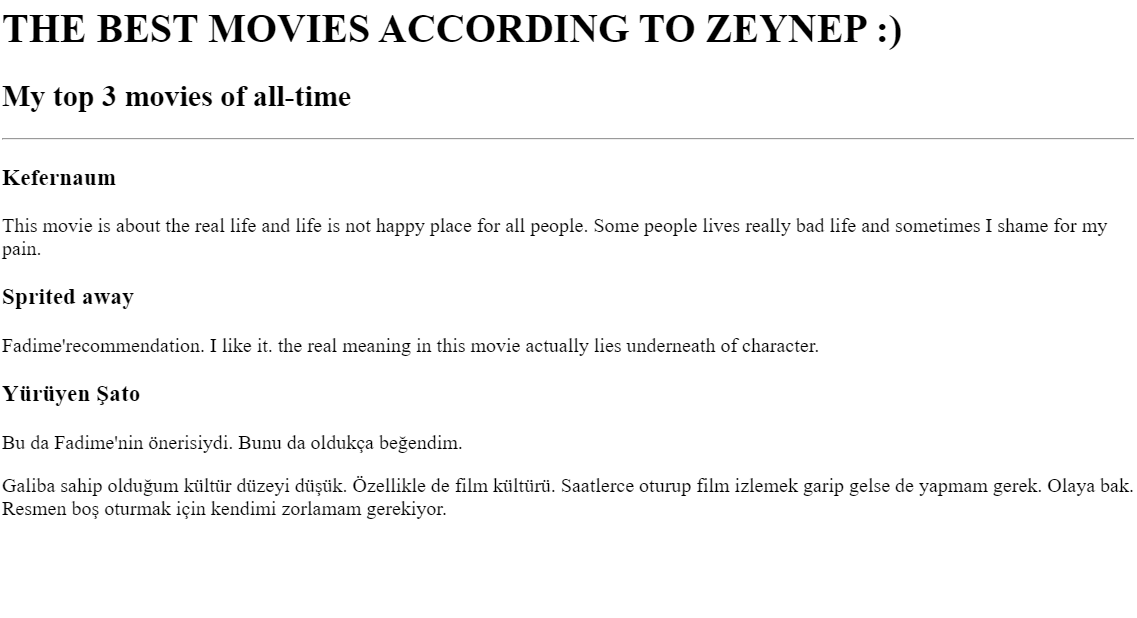 THE BEST MOVIES ACCORDING TO ZEYNEP :)
My top 3 movies of all-time
Kefernaum
This movie is about the real life and life is not happy place for all people. Some people lives really bad life and sometimes I shame for my
pain.
Sprited away
Fadime'recommendation. I like it. the real meaning in this movie actually lies underneath of character.
Yürüyen Şato
Bu da Fadime'nin önerisiydi. Bunu da oldukça beğendim.
Galiba sahip olduğum kültür düzeyi düşük. Özellikle de film kültürü. Saatlerce oturup film izlemek garip gelse de yapmam gerek. Olaya bak.
Resmen boş oturmak için kendimi zorlamam gerekiyor.